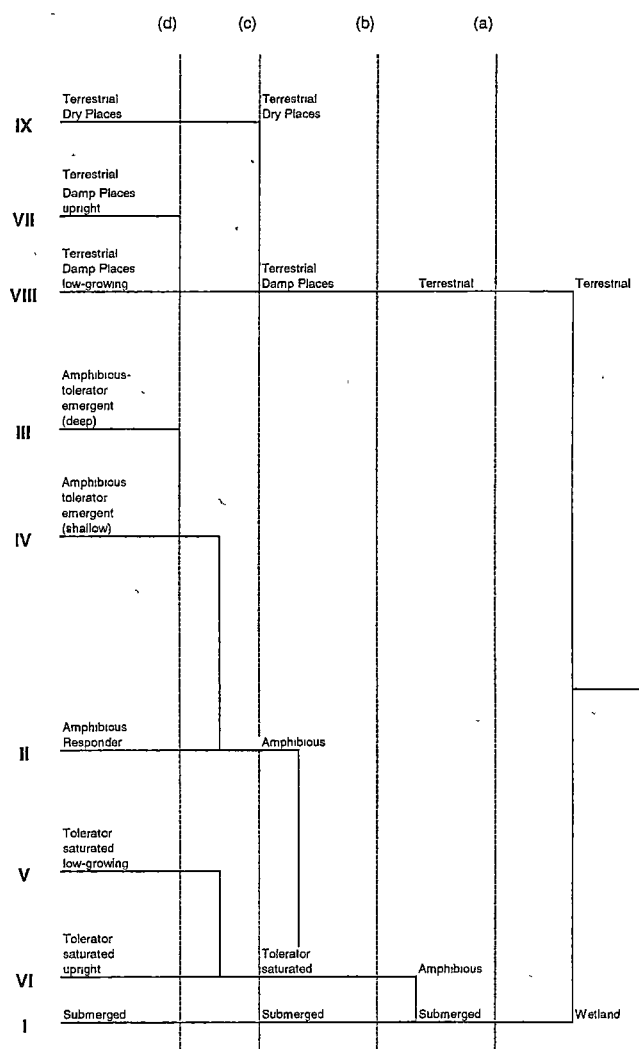 (d) (c) (b) (a)
Terrestrial Terrestrial
Dry Places Dry Places
IX
Terrestrial
Damp Places
upright
VII
Terrestrial
Damp Places Terrestrial
low-growing Damp Places Terrestrial Terrestrial
VIII
Amphibious-
tolerator
emergent
(deep)
III
Amphibious
tolerator
emergent
(shallow)
IV
Amphibious
Responder Amphibious
II
Tolerator
saturated
low-growing
V
Tolerator Tolerator
saturated saturated
upright Amphibious
VI
Submerged Submerged Submerged Wetland
I